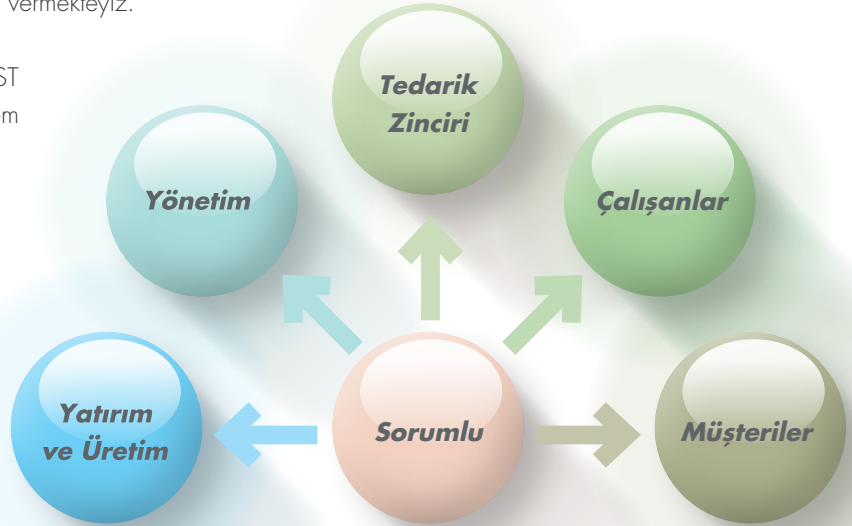 vermekteyiz.
ST
m
Tedarik
Zinciri
Yönetim
Çalışanlar
Yatırım
ve Üretim
Sorumlu
Müşteriler